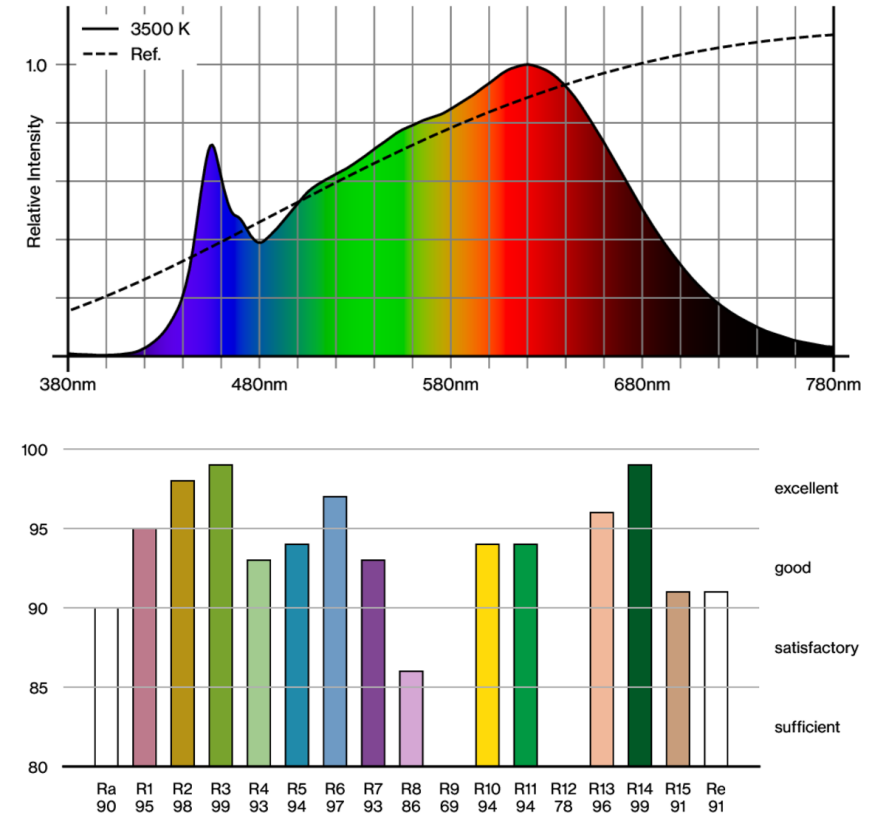 3500 K
Ref.
1.0
Relative Intensity
380nm 480nm 580nm 680nm 780nm
100
excellent
95
good
90
satisfactory
85
sufficient
80
Ra R1 R2 R3 R4 R5 R6 R7 R8 R9 R10 R11 R12 R13 R14 R15 Re
90 95 98 99 93 94 97 93 86 69 94 94 78 96 99 91 91